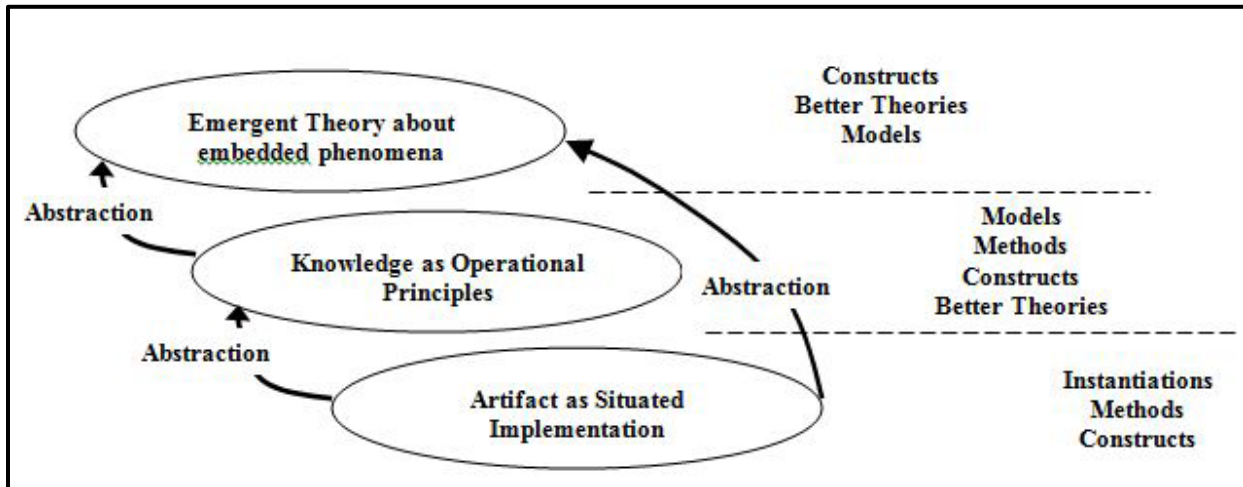 Constructs
Better Theories
Models
Emergent Theory about
embedded phenomena
Abstraction
Models
Methods
Constructs
Better Theories
Knowledge as Operational
Principles
Abstraction
Abstraction
Instantiations
Methods
Constructs
Artifact as Situated
Implementation